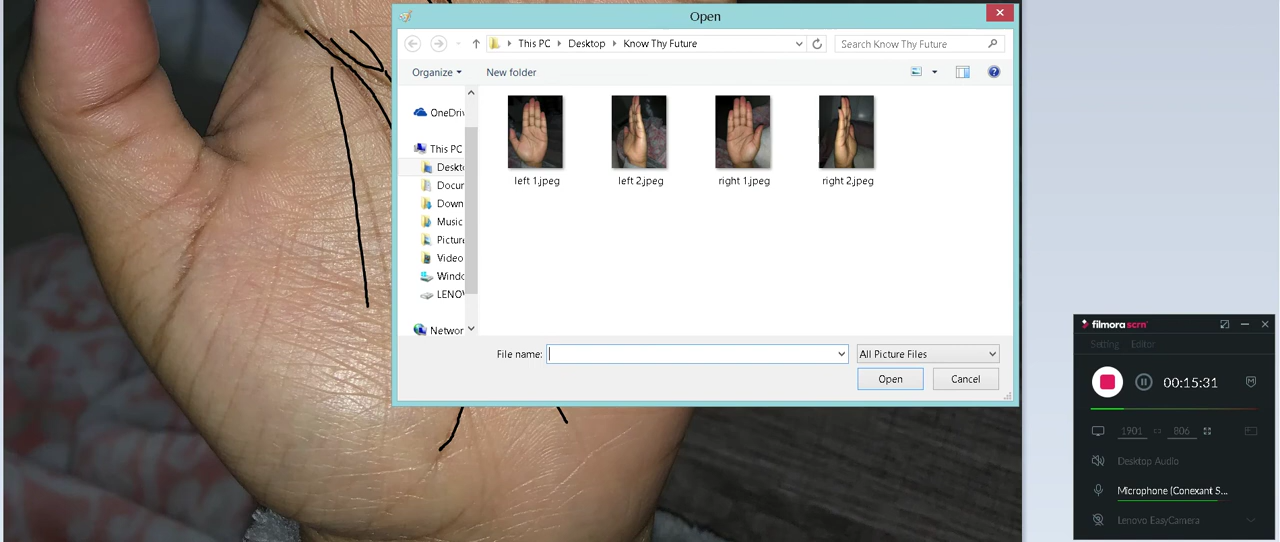 Open
This PC Desktop Know Thy Future
Search Know Thy Future
Organize
New folder
OneDriv
This PC
Deskto
Docur
Down
Music
Picture
Video
Windo
LENO
Networ
left 1.jpeg
left 2.jpeg
right 1.jpeg
right 2.jpeg
File name:
All Picture Files
Open
Cancel
filmora scrn
Setting Editor
00:15:31
1901 806
Desktop Audio
Microphone (Conexant S...
Lenovo EasyCamera